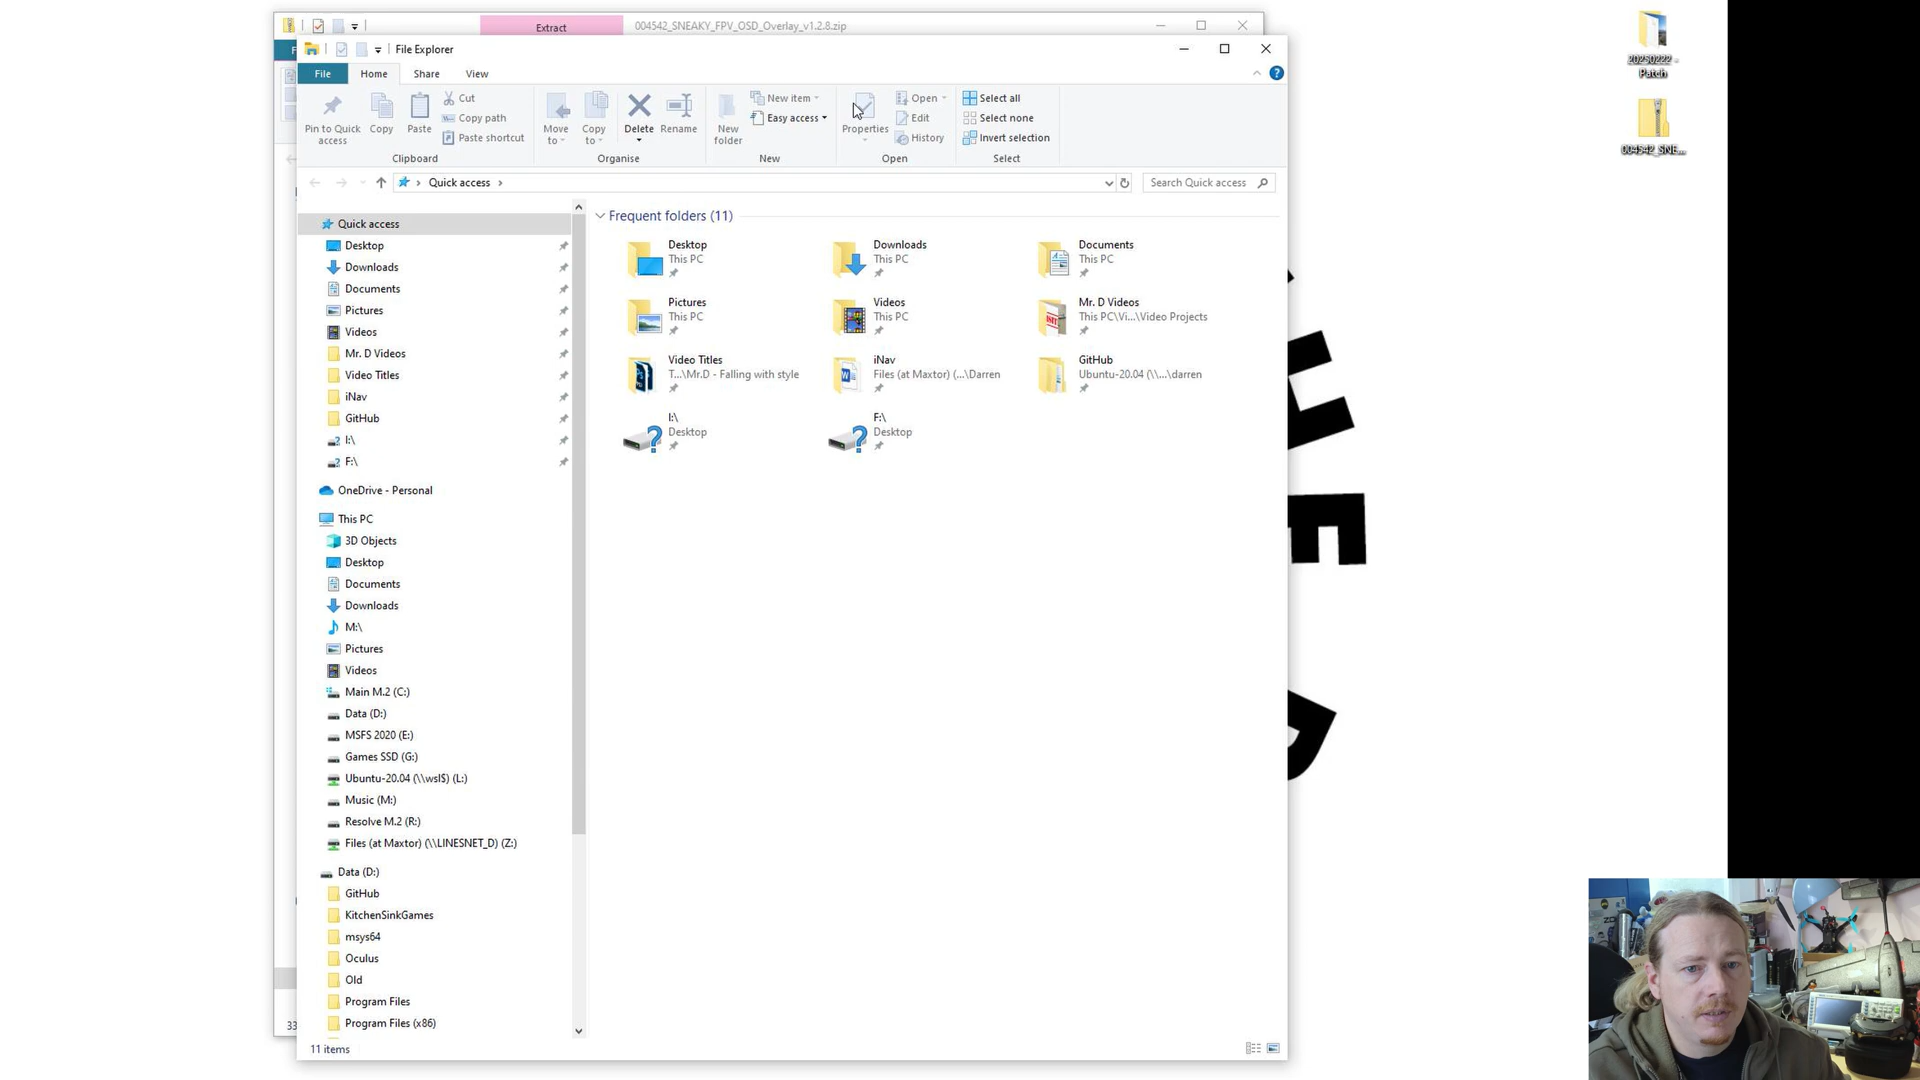 Extract
004542_SNEAKY_FPV_OSD_Overlay_v1.2.8.zip
File Explorer
File
Home
Share
View
Pin to Quick access
Copy
Paste
Cut
Copy path
Paste shortcut
Clipboard
Move to
Copy to
Delete
Rename
Organise
New folder
New item
Easy access
New
Properties
Open
Edit
History
Open
Select all
Select none
Invert selection
Select
Quick access
Search Quick access
Quick access
Desktop
Downloads
Documents
Pictures
Videos
Mr. D Videos
Video Titles
iNav
GitHub
I:\
F:\
OneDrive - Personal
This PC
3D Objects
Desktop
Documents
Downloads
M:\
Pictures
Videos
Main M.2 (C:)
Data (D:)
MSFS 2020 (E:)
Games SSD (G:)
Ubuntu-20.04 (\\wsl$) (L:)
Music (M:)
Resolve M.2 (R:)
Files (at Maxtor) (\\LINESNET_D) (Z:)
Data (D:)
GitHub
KitchenSinkGames
msys64
Oculus
Old
Program Files
Program Files (x86)
Frequent folders (11)
Desktop
This PC
Downloads
This PC
Documents
This PC
Pictures
This PC
Videos
This PC
Mr. D Videos
This PC\Vi...\Video Projects
Video Titles
T...\Mr.D - Falling with style
iNav
Files (at Maxtor) (...\Darren
GitHub
Ubuntu-20.04 (\\...\darren
I:\
Desktop
F:\
Desktop
11 items
33
20250222 - Patch
004542_SNE...